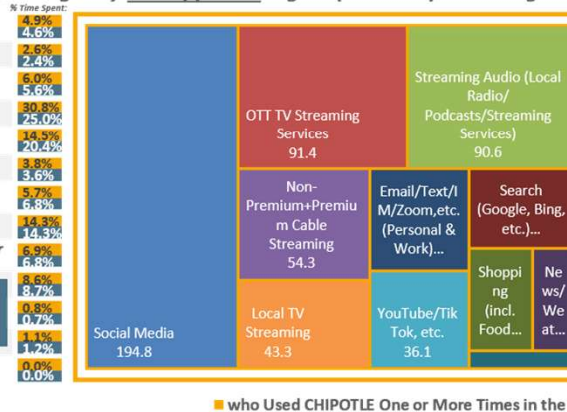 % Time Spent:
4.9%
4.6%
2.6%
2.4%
6.0%
5.6%
30.8%
25.0%
14.5%
20.4%
3.8%
3.6%
5.7%
6.8%
14.3%
14.3%
6.9%
6.8%
8.6%
8.7%
0.8%
0.7%
1.1%
1.2%
0.0%
0.0%
Social Media
194.8
OTT TV Streaming
Services
91.4
Streaming Audio (Local
Radio/
Podcasts/Streaming
Services)
90.6
Non-
Premium+Premiu
m Cable
Streaming
54.3
Email/Text/I
M/Zoom,etc.
(Personal &
Work)...
Search
(Google, Bing,
etc.)...
Local TV
Streaming
43.3
YouTube/Tik
Tok, etc.
36.1
Shoppi
ng
(incl.
Food...
Ne
ws/
We
at...
who Used CHIPOTLE One or More Times in the